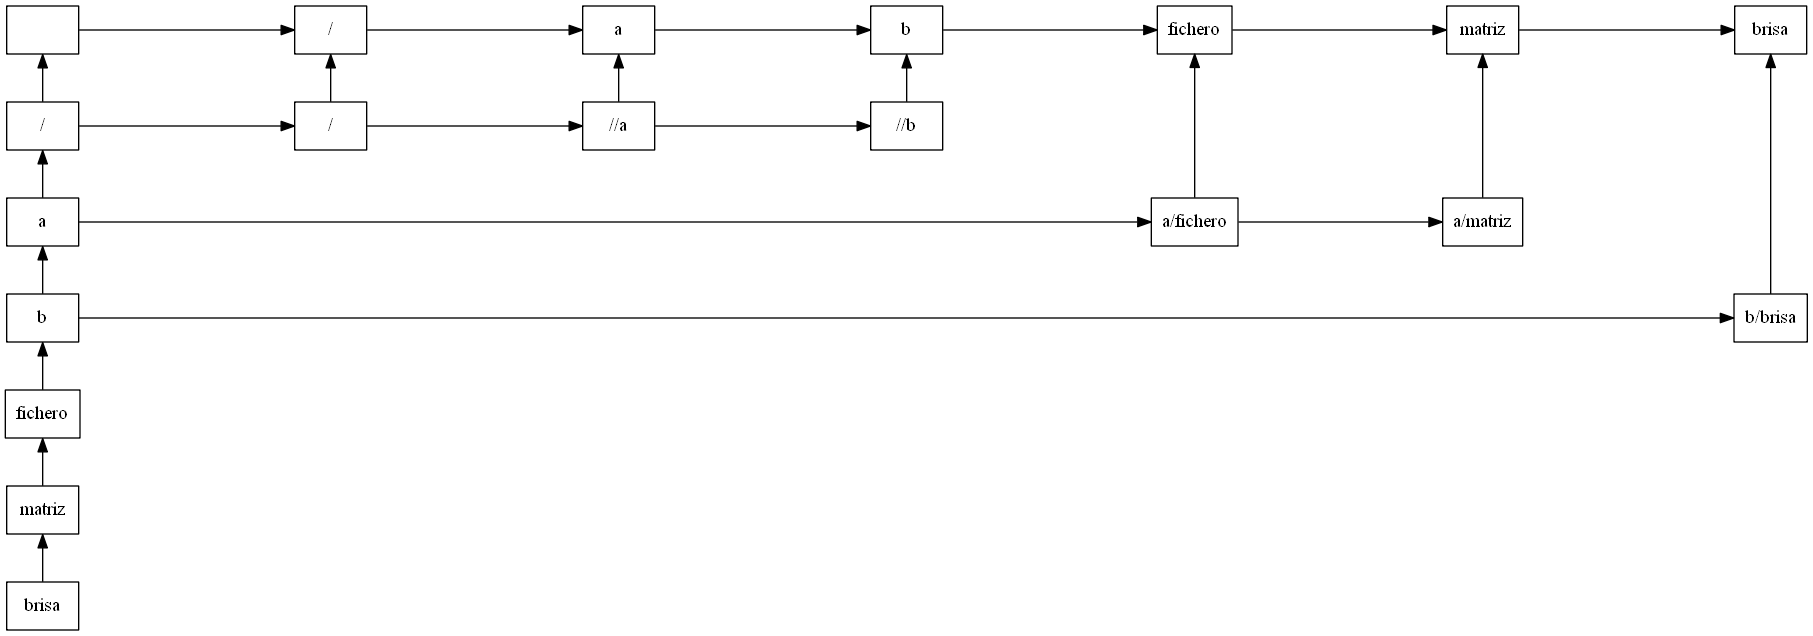 /
a
b
fichero
matriz
brisa
/
/
//a
//b
a
a/fichero
a/matriz
b
b/brisa
fichero
matriz
brisa